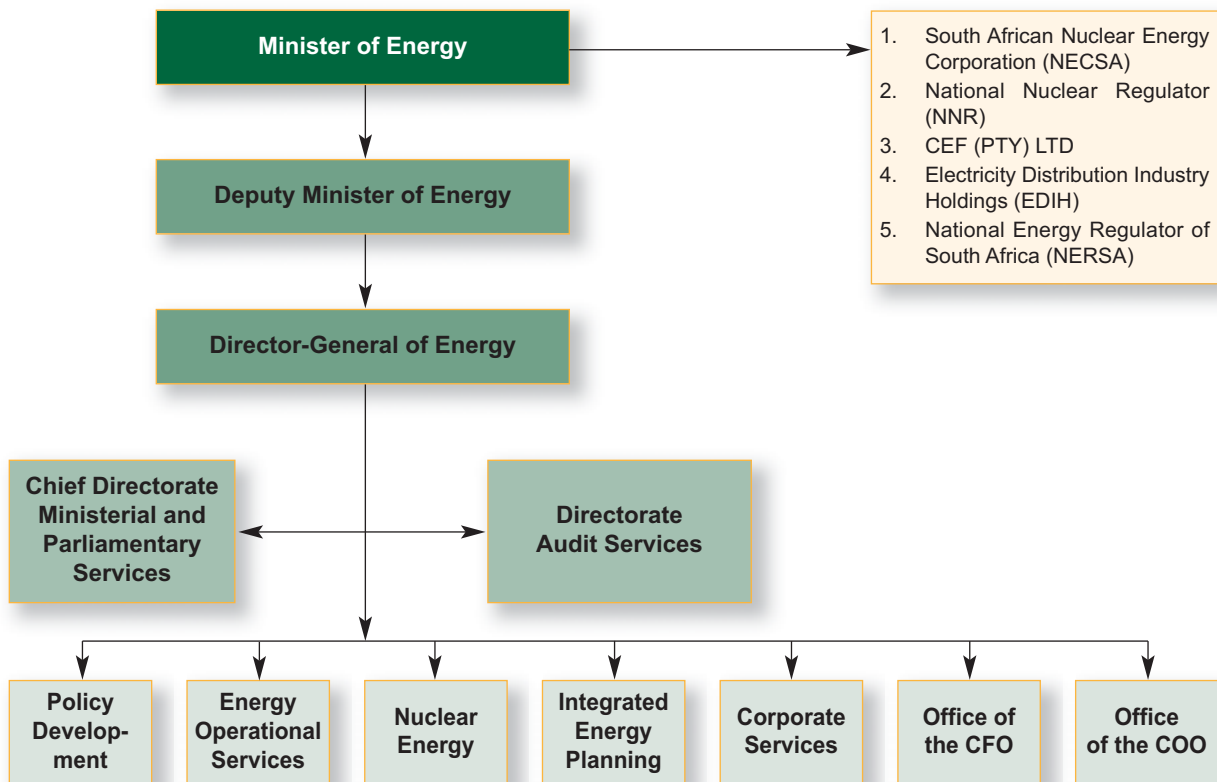 Minister of Energy
1. South African Nuclear Energy
Corporation (NECSA)
2. National Nuclear Regulator
(NNR)
3. CEF (PTY) LTD
4. Electricity Distribution Industry
Holdings (EDIH)
5. National Energy Regulator of
South Africa (NERSA)
Deputy Minister of Energy
Director-General of Energy
Chief Directorate
Ministerial and
Parliamentary
Services
Directorate
Audit Services
Policy
Develop-
ment
Energy
Operational
Services
Nuclear
Energy
Integrated
Energy
Planning
Corporate
Services
Office of
the CFO
Office
of the COO